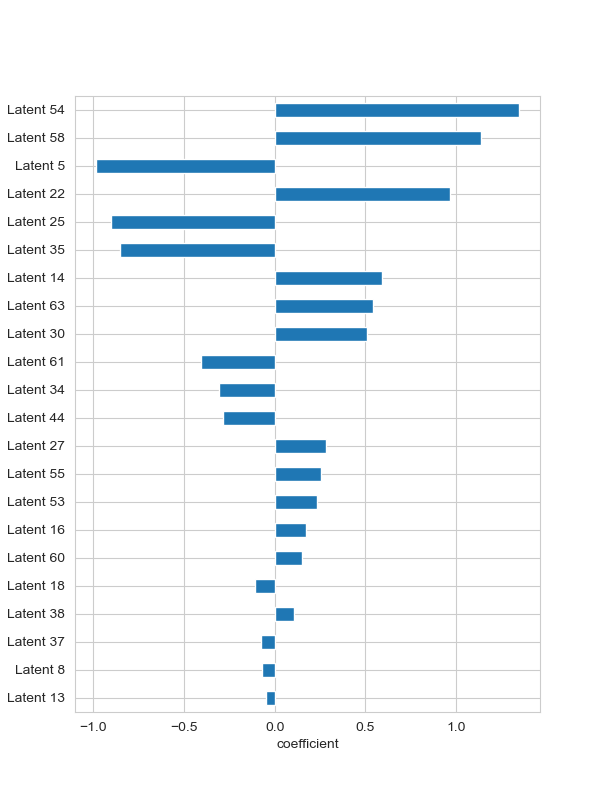 Latent 54
Latent 58
Latent 5
Latent 22
Latent 25
Latent 35
Latent 14
Latent 63
Latent 30
Latent 61
Latent 34
Latent 44
Latent 27
Latent 55
Latent 53
Latent 16
Latent 60
Latent 18
Latent 38
Latent 37
Latent 8
Latent 13
−1.0 −0.5 0.0 0.5 1.0
coefficient